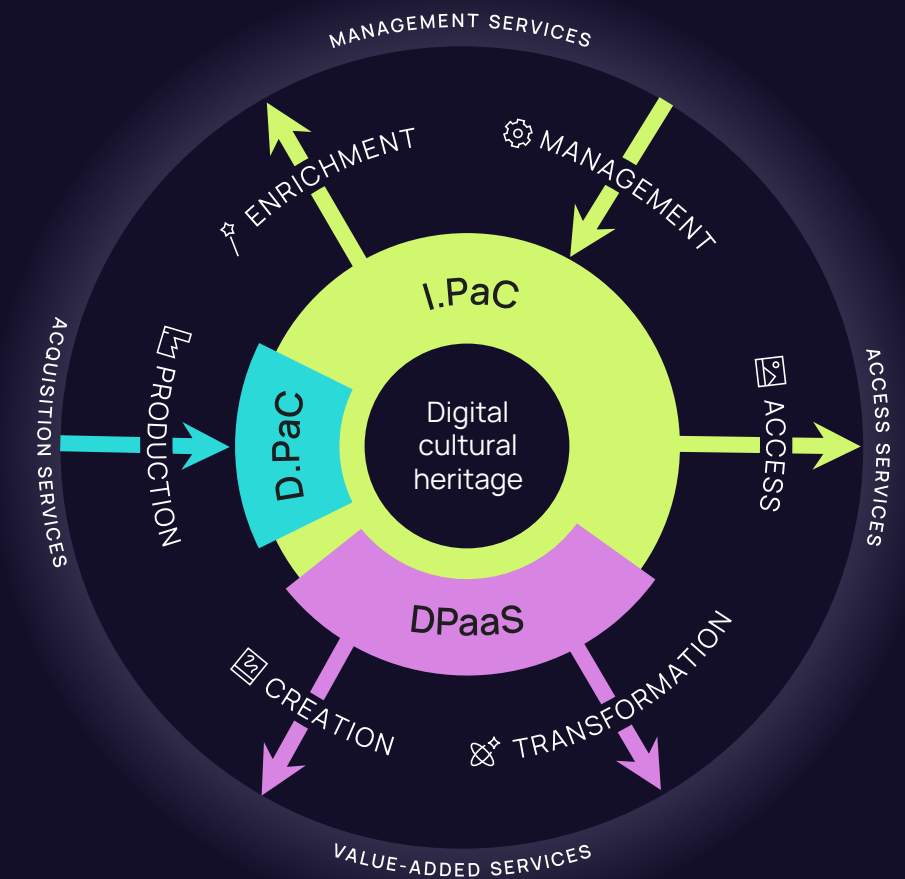 MANAGEMENT SERVICES
ENRICHMENT
MANAGEMENT
I.PaC
ACQUISITION SERVICES
PRODUCTION
D.PaC
Digital
cultural
heritage
ACCESS
ACCESS SERVICES
DPaaS
CREATION
TRANSFORMATION
VALUE-ADDED SERVICES